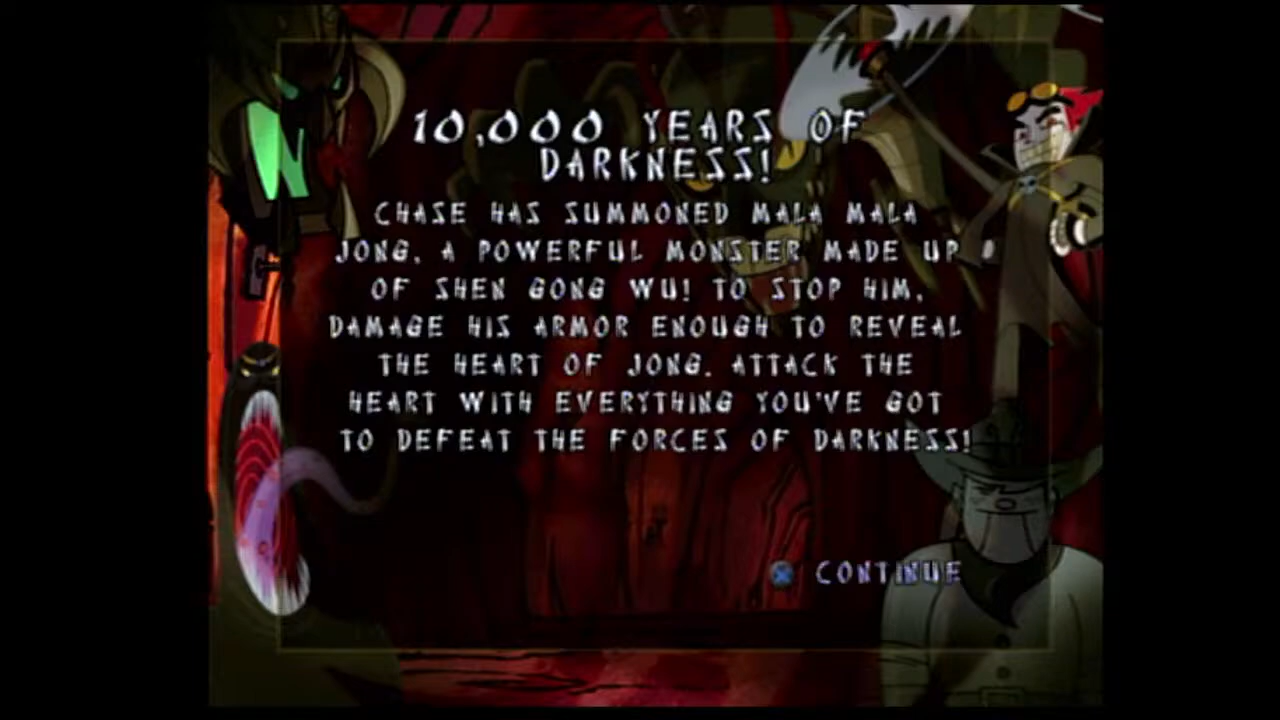 10,000 YEARS OF
DARKNESS!
CHASE HAS SUMMONED MALA MALA
JONG, A POWERFUL MONSTER MADE UP
OF SHEN GONG WU! TO STOP HIM,
DAMAGE HIS ARMOR ENOUGH TO REVEAL
THE HEART OF JONG. ATTACK THE
HEART WITH EVERYTHING YOU'VE GOT
TO DEFEAT THE FORCES OF DARKNESS!
CONTINUE